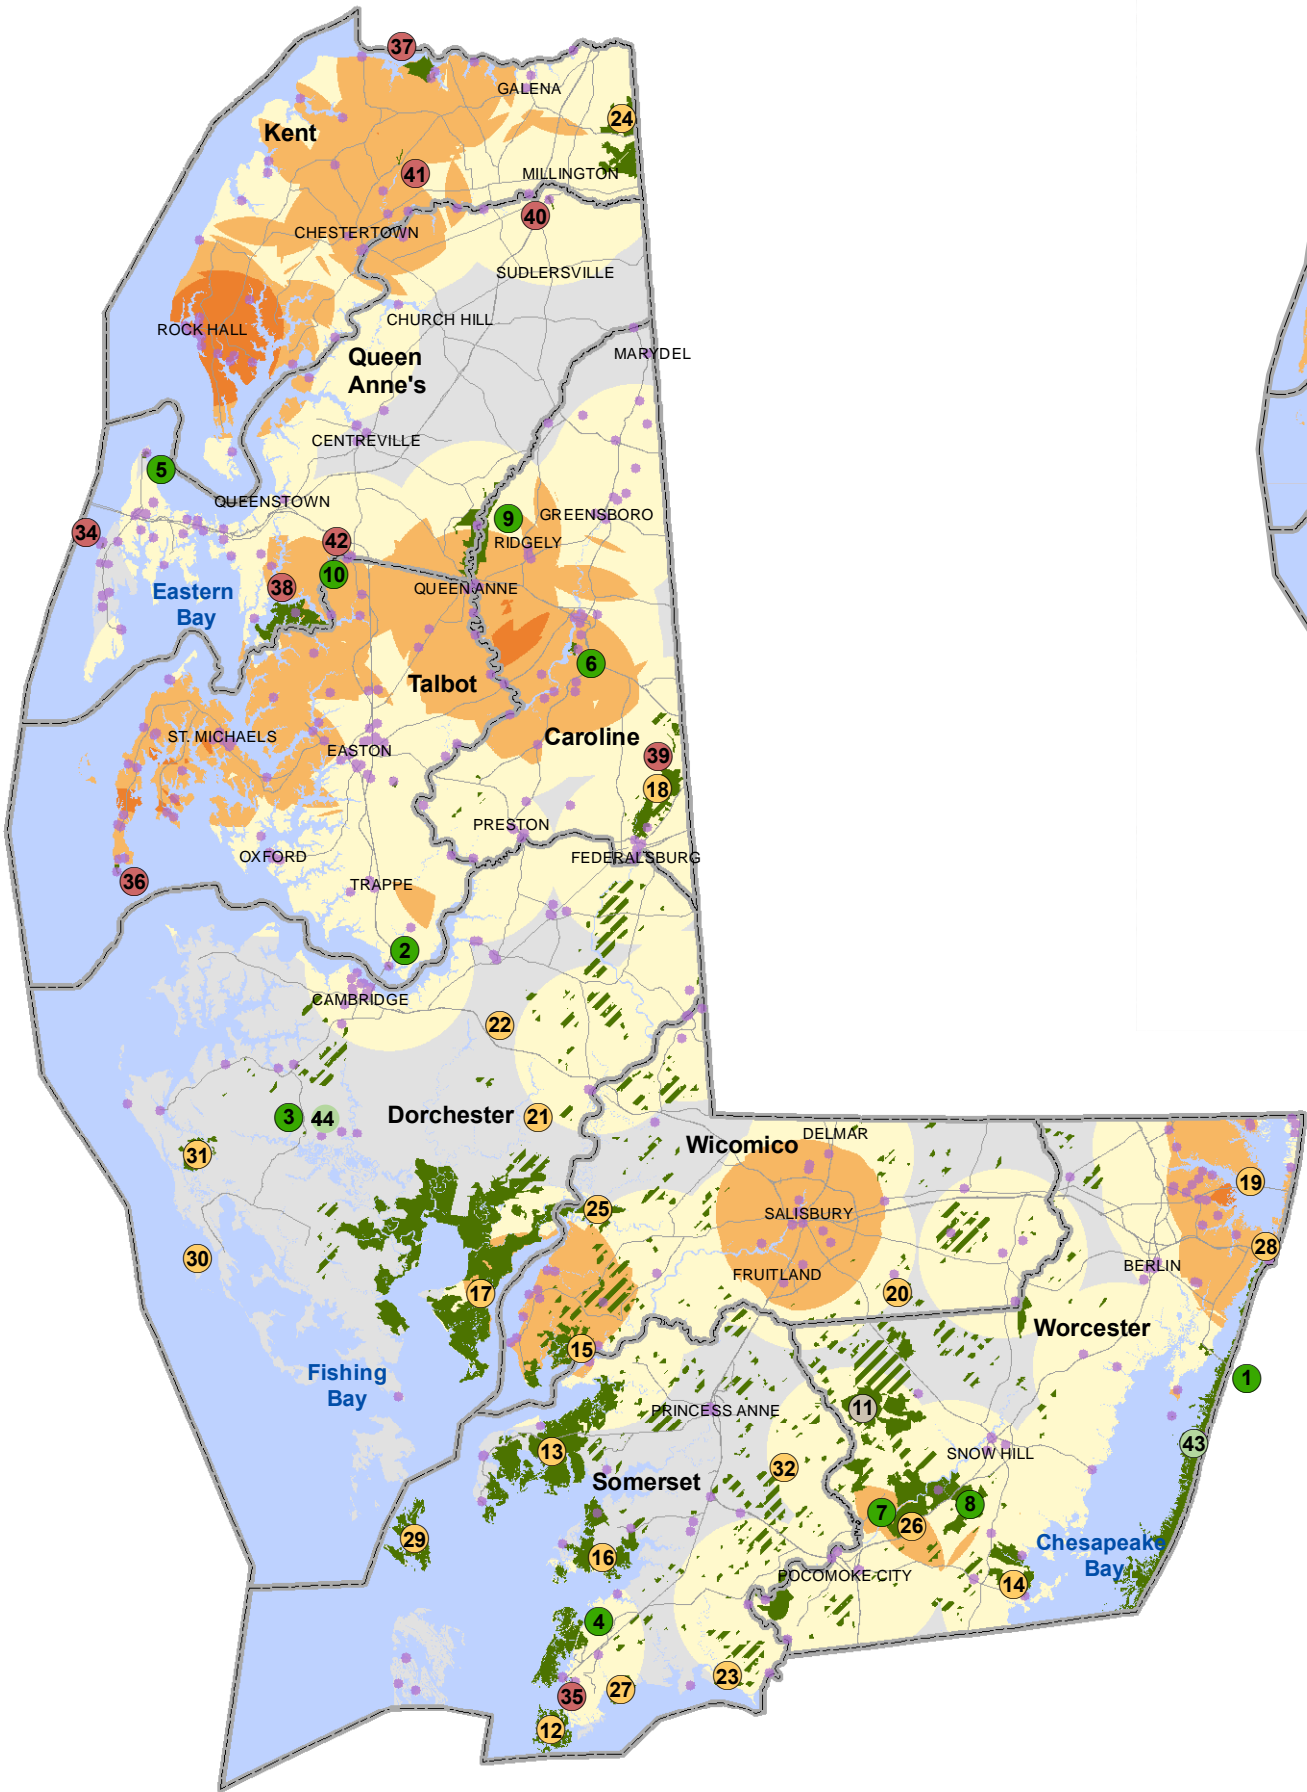 37
GALENA
24
Kent
41
MILLINGTON
40
CHESTERTOWN
SUDLERSVILLE
CHURCH HILL
ROCK HALL
MARYDEL
Queen
Anne's
CENTREVILLE
5
QUEENSTOWN
9
GREENSBORO
34
42
RIDGELY
10
38
QUEEN ANNE
Eastern
Bay
6
Talbot
ST. MICHAELS
Caroline
EASTON
39
18
PRESTON
OXFORD
FEDERALSBURG
36
TRAPPE
2
CAMBRIDGE
22
3
44
Dorchester
21
Wicomico
DELMAR
31
19
25
SALISBURY
28
30
BERLIN
FRUITLAND
17
20
Worcester
15
Fishing
Bay
1
11
PRINCESS ANNE
43
13
SNOW HILL
32
Somerset
8
7
26
29
Chesapeake
Bay
16
POCOMOKE CITY
14
4
23
27
35
12